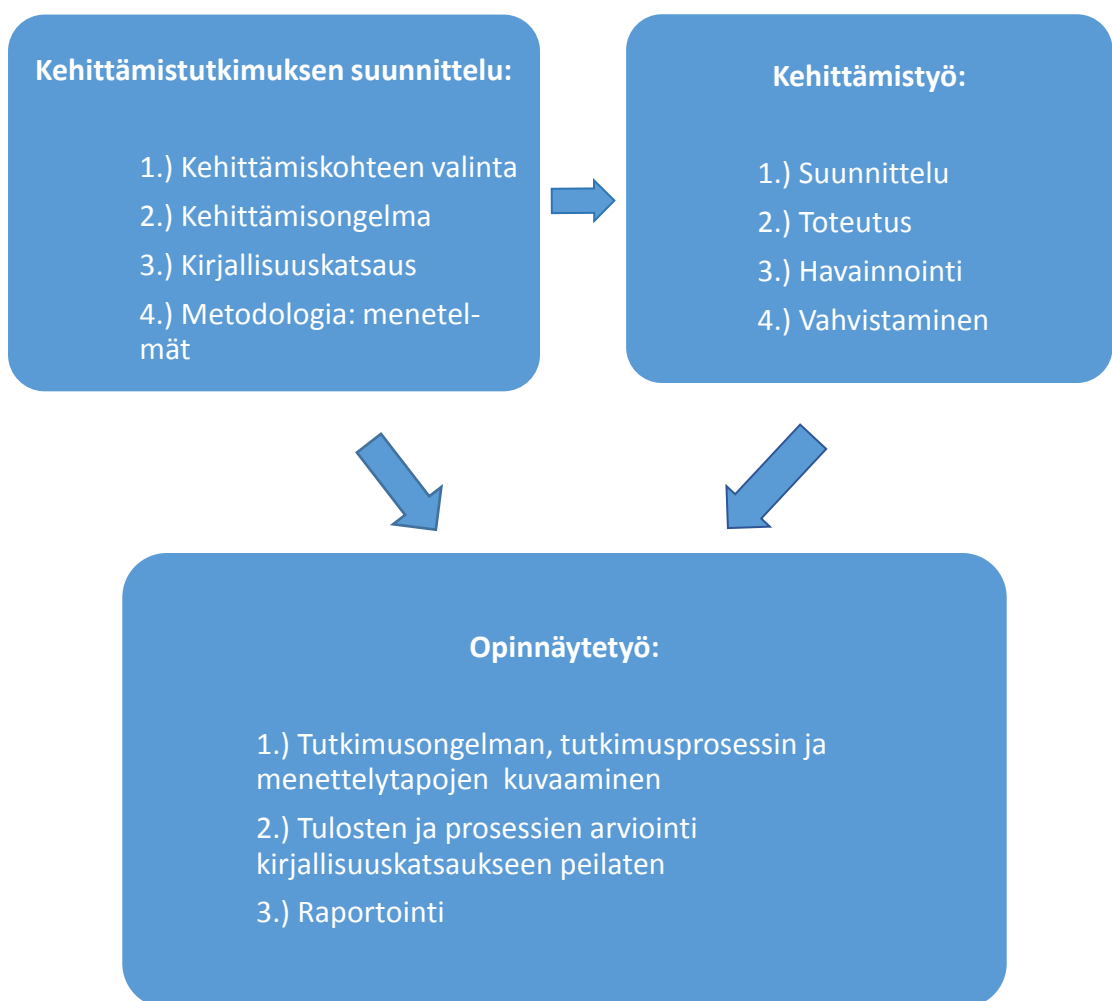 Kehittämistutkimuksen suunnittelu:
1.) Kehittämiskohteen valinta
2.) Kehittämisongelma
3.) Kirjallisuuskatsaus
4.) Metodologia: menetel-
mät
Kehittämistyö:
1.) Suunnittelu
2.) Toteutus
3.) Havainnointi
4.) Vahvistaminen
Opinnäytetyö:
1.) Tutkimusongelman, tutkimusprosessin ja
menettelytapojen kuvaaminen
2.) Tulosten ja prosessien arviointi
kirjallisuuskatsaukseen peilaten
3.) Raportointi